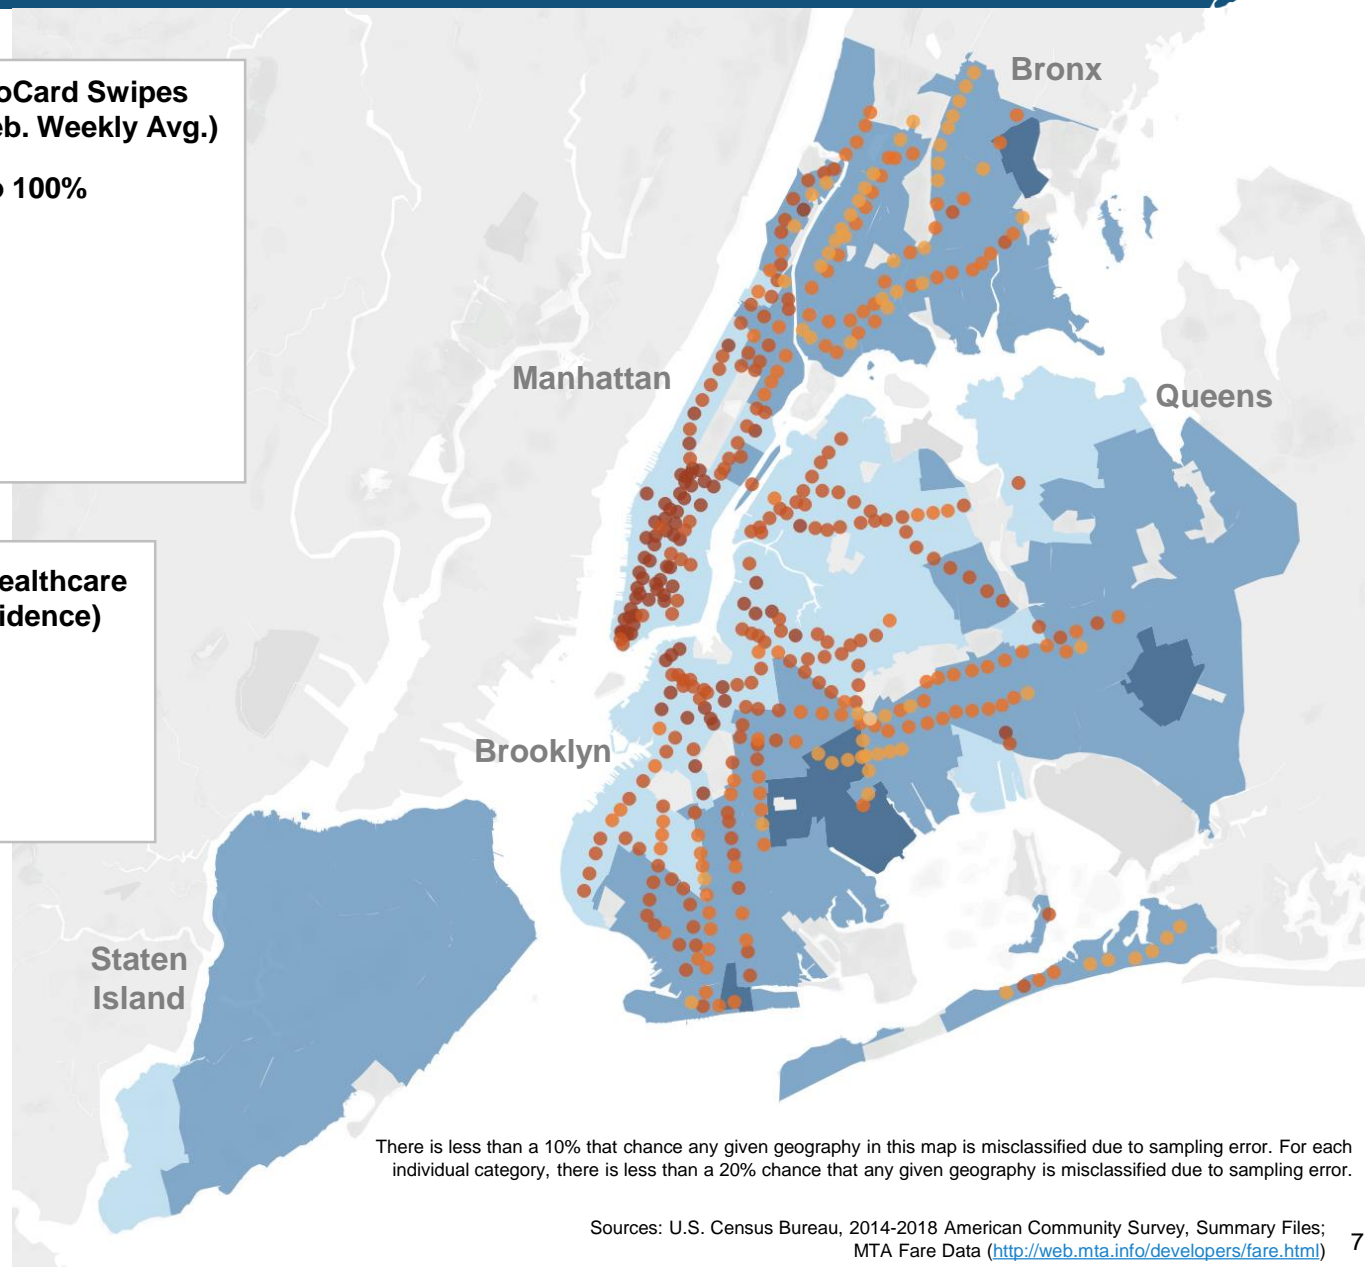 Bronx
oCard Swipes
eb. Weekly Avg.)
o 100%
Manhattan
Queens
ealthcare
idence)
Brooklyn
Staten
Island
There is less than a 10% that chance any given geography in this map is misclassified due to sampling error. For each
individual category, there is less than a 20% chance that any given geography is misclassified due to sampling error.
Sources: U.S. Census Bureau, 2014-2018 American Community Survey, Summary Files;
MTA Fare Data (http://web.mta.info/developers/fare.html)
7